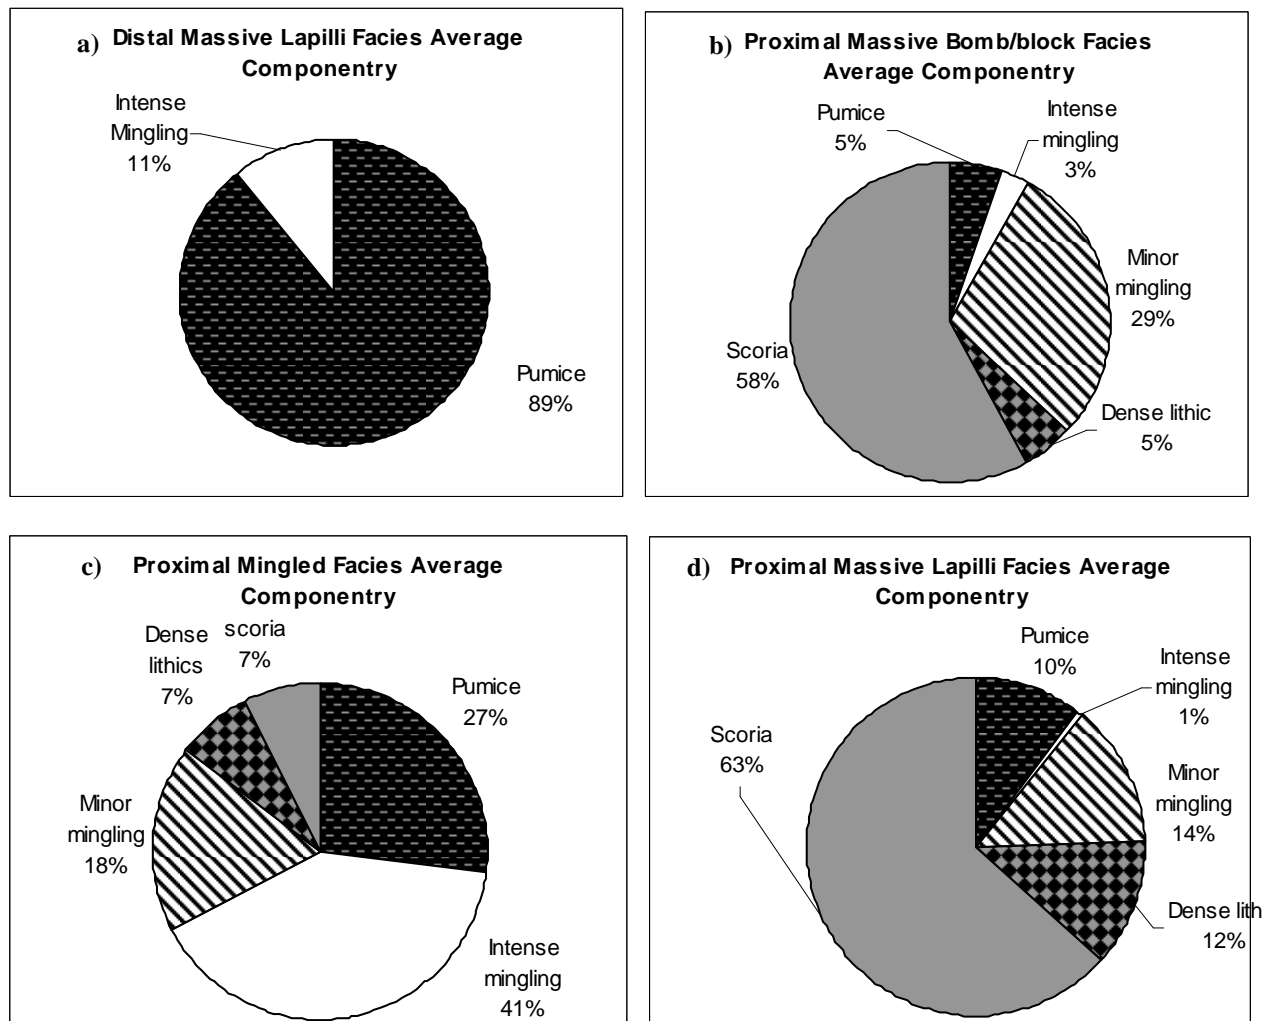 a) Distal Massive Lapilli Facies Average
Componentry
Intense
Mingling
11%
Pumice
89%
b) Proximal Massive Bomb/block Facies
Average Componentry
Pumice
5%
Intense
mingling
3%
Minor
mingling
29%
Scoria
58%
Dense lithic
5%
c) Proximal Mingled Facies Average
Componentry
scoria
7%
Dense
lithics
7%
Pumice
27%
Minor
mingling
18%
Intense
mingling
41%
d) Proximal Massive Lapilli Facies Average
Componentry
Pumice
10%
Intense
mingling
1%
Scoria
63%
Minor
mingling
14%
Dense lith
12%